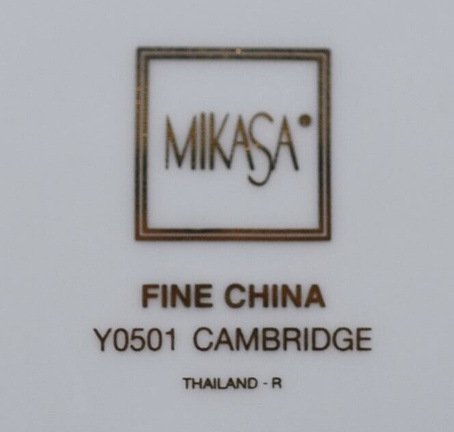 MIKASA®
FINE CHINA
Y0501 CAMBRIDGE
THAILAND - R